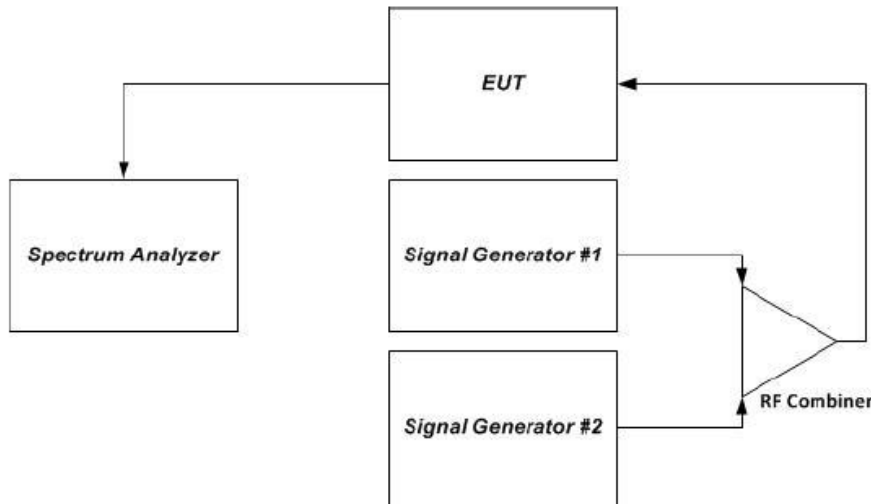 EUT
Spectrum Analyzer
Signal Generator #1
RF Combiner
Signal Generator #2